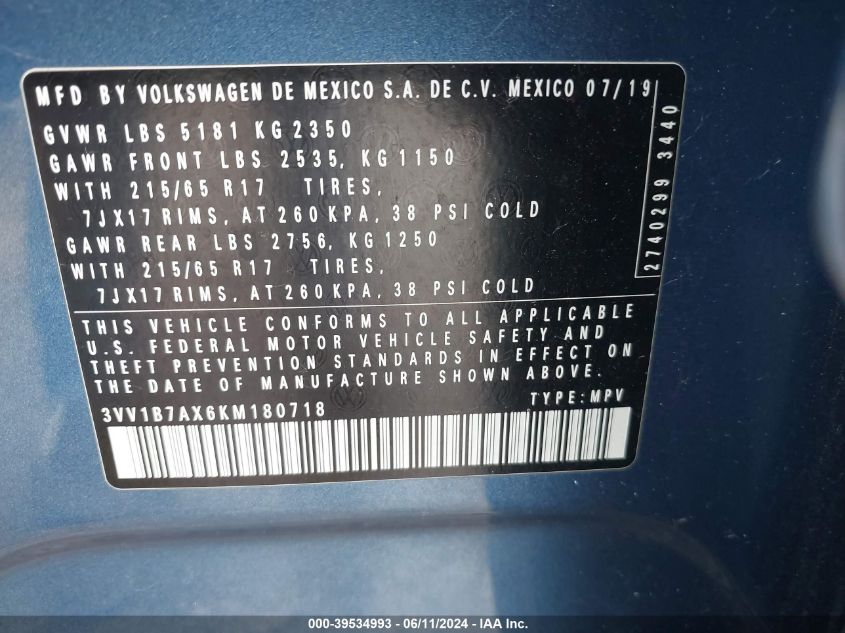 MFD BY VOLKSWAGEN DE MEXICO S.A. DE C.V. MEXICO 07/19
GVWR LBS 5181 KG 2350
GAWR FRONT LBS 2535, KG 1150
WITH 215/65 R17 TIRES,
7JX17 RIMS, AT 260 KPA, 38 PSI COLD
GAWR REAR LBS 2756, KG 1250
WITH 215/65 R17 TIRES,
7JX17 RIMS, AT 260 KPA, 38 PSI COLD
2740299 3440
THIS VEHICLE CONFORMS TO ALL APPLICABLE
U.S. FEDERAL MOTOR VEHICLE SAFETY AND
THEFT PREVENTION STANDARDS IN EFFECT ON
THE DATE OF MANUFACTURE SHOWN ABOVE.
3VV1B7AX6KM180718 TYPE: MPV
000-39534993 - 06/11/2024 - IAA Inc.